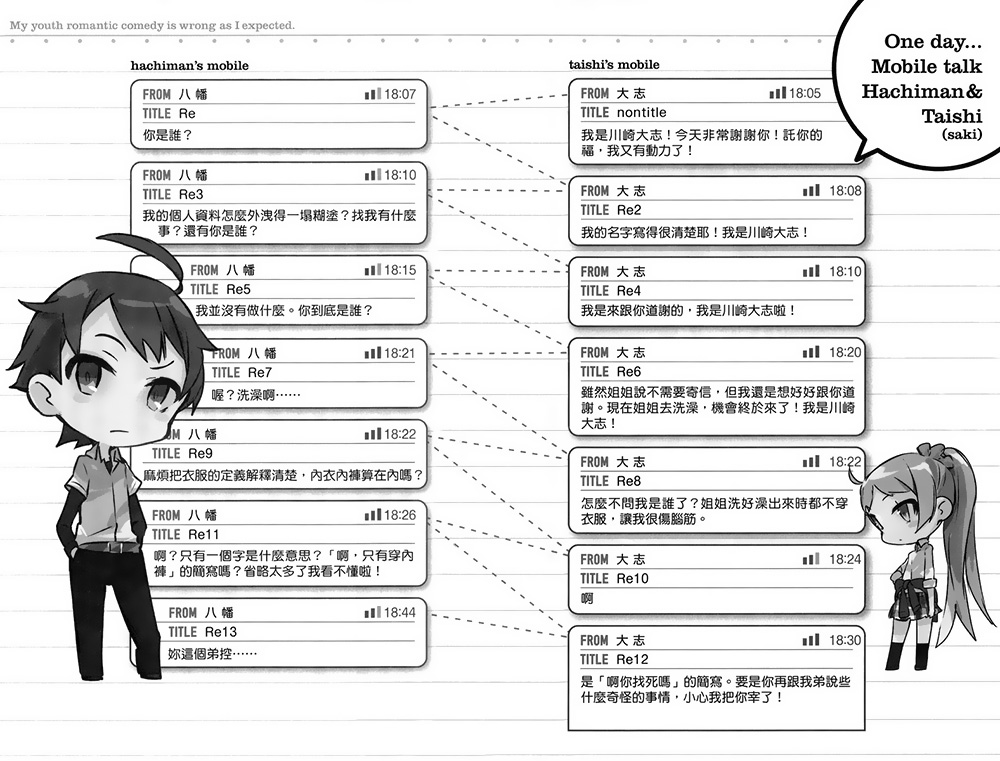 My youth romantic comedy is wrong as I expected.
One day...
Mobile talk
Hachiman&
Taishi
(saki)
hachiman's mobile
FROM 八幡 18:07
TITLE Re
你是誰？
FROM 八幡 18:10
TITLE Re3
我的個人資料怎麼外洩得一塌糊塗？找我有什麼
事？還有你是誰？
FROM 八幡 18:15
TITLE Re5
我並沒有做什麼。你到底是誰？
FROM 八幡 18:21
TITLE Re7
喔？洗澡啊……
FROM 八幡 18:22
TITLE Re9
麻煩把衣服的定義解釋清楚，內衣內褲算在內嗎？
FROM 八幡 18:26
TITLE Re11
啊？只有一個字是什麼意思？「啊，只有穿內
褲」的簡寫嗎？省略太多了我看不懂啦！
FROM 八幡 18:44
TITLE Re13
妳這個弟控……
taishi's mobile
FROM 大志 18:05
TITLE nontitle
我是川崎大志！今天非常謝謝你！託你的
福，我又有動力了！
FROM 大志 18:08
TITLE Re2
我的名字寫得很清楚耶！我是川崎大志！
FROM 大志 18:10
TITLE Re4
我是來跟你道謝的，我是川崎大志啦！
FROM 大志 18:20
TITLE Re6
雖然姐姐說不需要寄信，但我還是想好好跟你道
謝。現在姐姐去洗澡，機會終於來了！我是川崎
大志！
FROM 大志 18:22
TITLE Re8
怎麼不問我是誰了？姐姐洗好澡出來時都不穿
衣服，讓我很傷腦筋。
FROM 大志 18:24
TITLE Re10
啊
FROM 大志 18:30
TITLE Re12
是「啊你找死嗎」的簡寫。要是你再跟我弟說些
什麼奇怪的事情，小心我把你宰了！